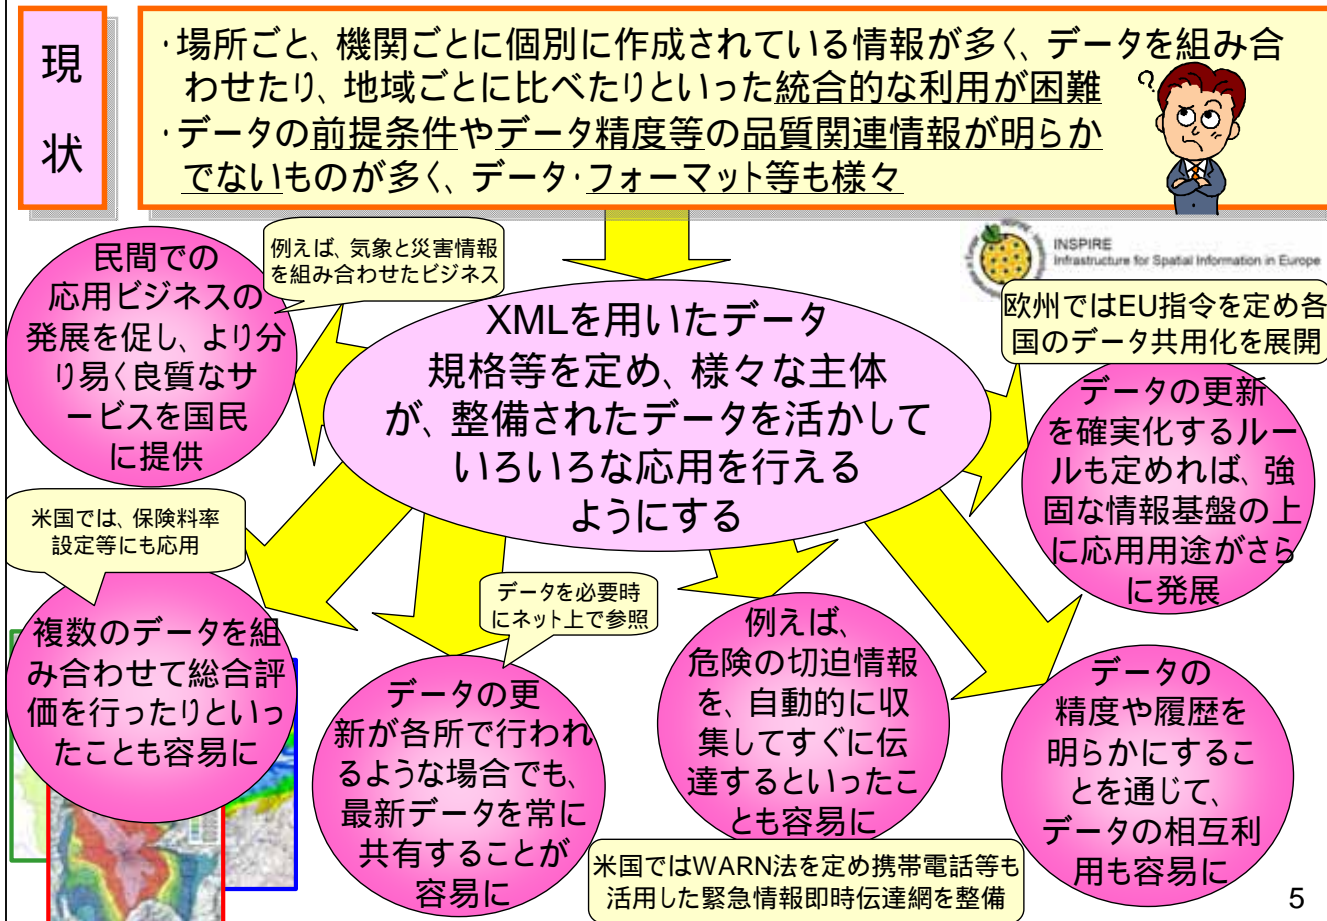 現
状
・場所ごと、機関ごとに個別に作成されている情報が多く、データを組み合
わせたり、地域ごとに比べたりといった統合的な利用が困難
・データの前提条件やデータ精度等の品質関連情報が明らか
でないものが多く、データ・フォーマット等も様々
?
民間での
応用ビジネスの
発展を促し、より分
り易く良質なサ
ービスを国民
に提供
例えば、気象と災害情報
を組み合わせたビジネス
XMLを用いたデータ
規格等を定め、様々な主体
が、整備されたデータを活かして
いろいろな応用を行える
ようにする
INSPIRE
Infrastructure for Spatial Information in Europe
欧州ではEU指令を定め各
国のデータ共用化を展開
データの更新
を確実化するルー
ルも定めれば、強
固な情報基盤の上
に応用用途がさら
に発展
米国では、保険料率
設定等にも応用
複数のデータを組
み合わせて総合評
価を行ったりといっ
たことも容易に
データを必要時
にネット上で参照
データの更
新が各所で行われ
るような場合でも、
最新データを常に
共有することが
容易に
例えば、
危険の切迫情報
を、自動的に収
集してすぐに伝
達するといったこ
とも容易に
米国ではWARN法を定め携帯電話等も
活用した緊急情報即時伝達網を整備
データの
精度や履歴を
明らかにするこ
とを通じて、
データの相互利
用も容易に
5